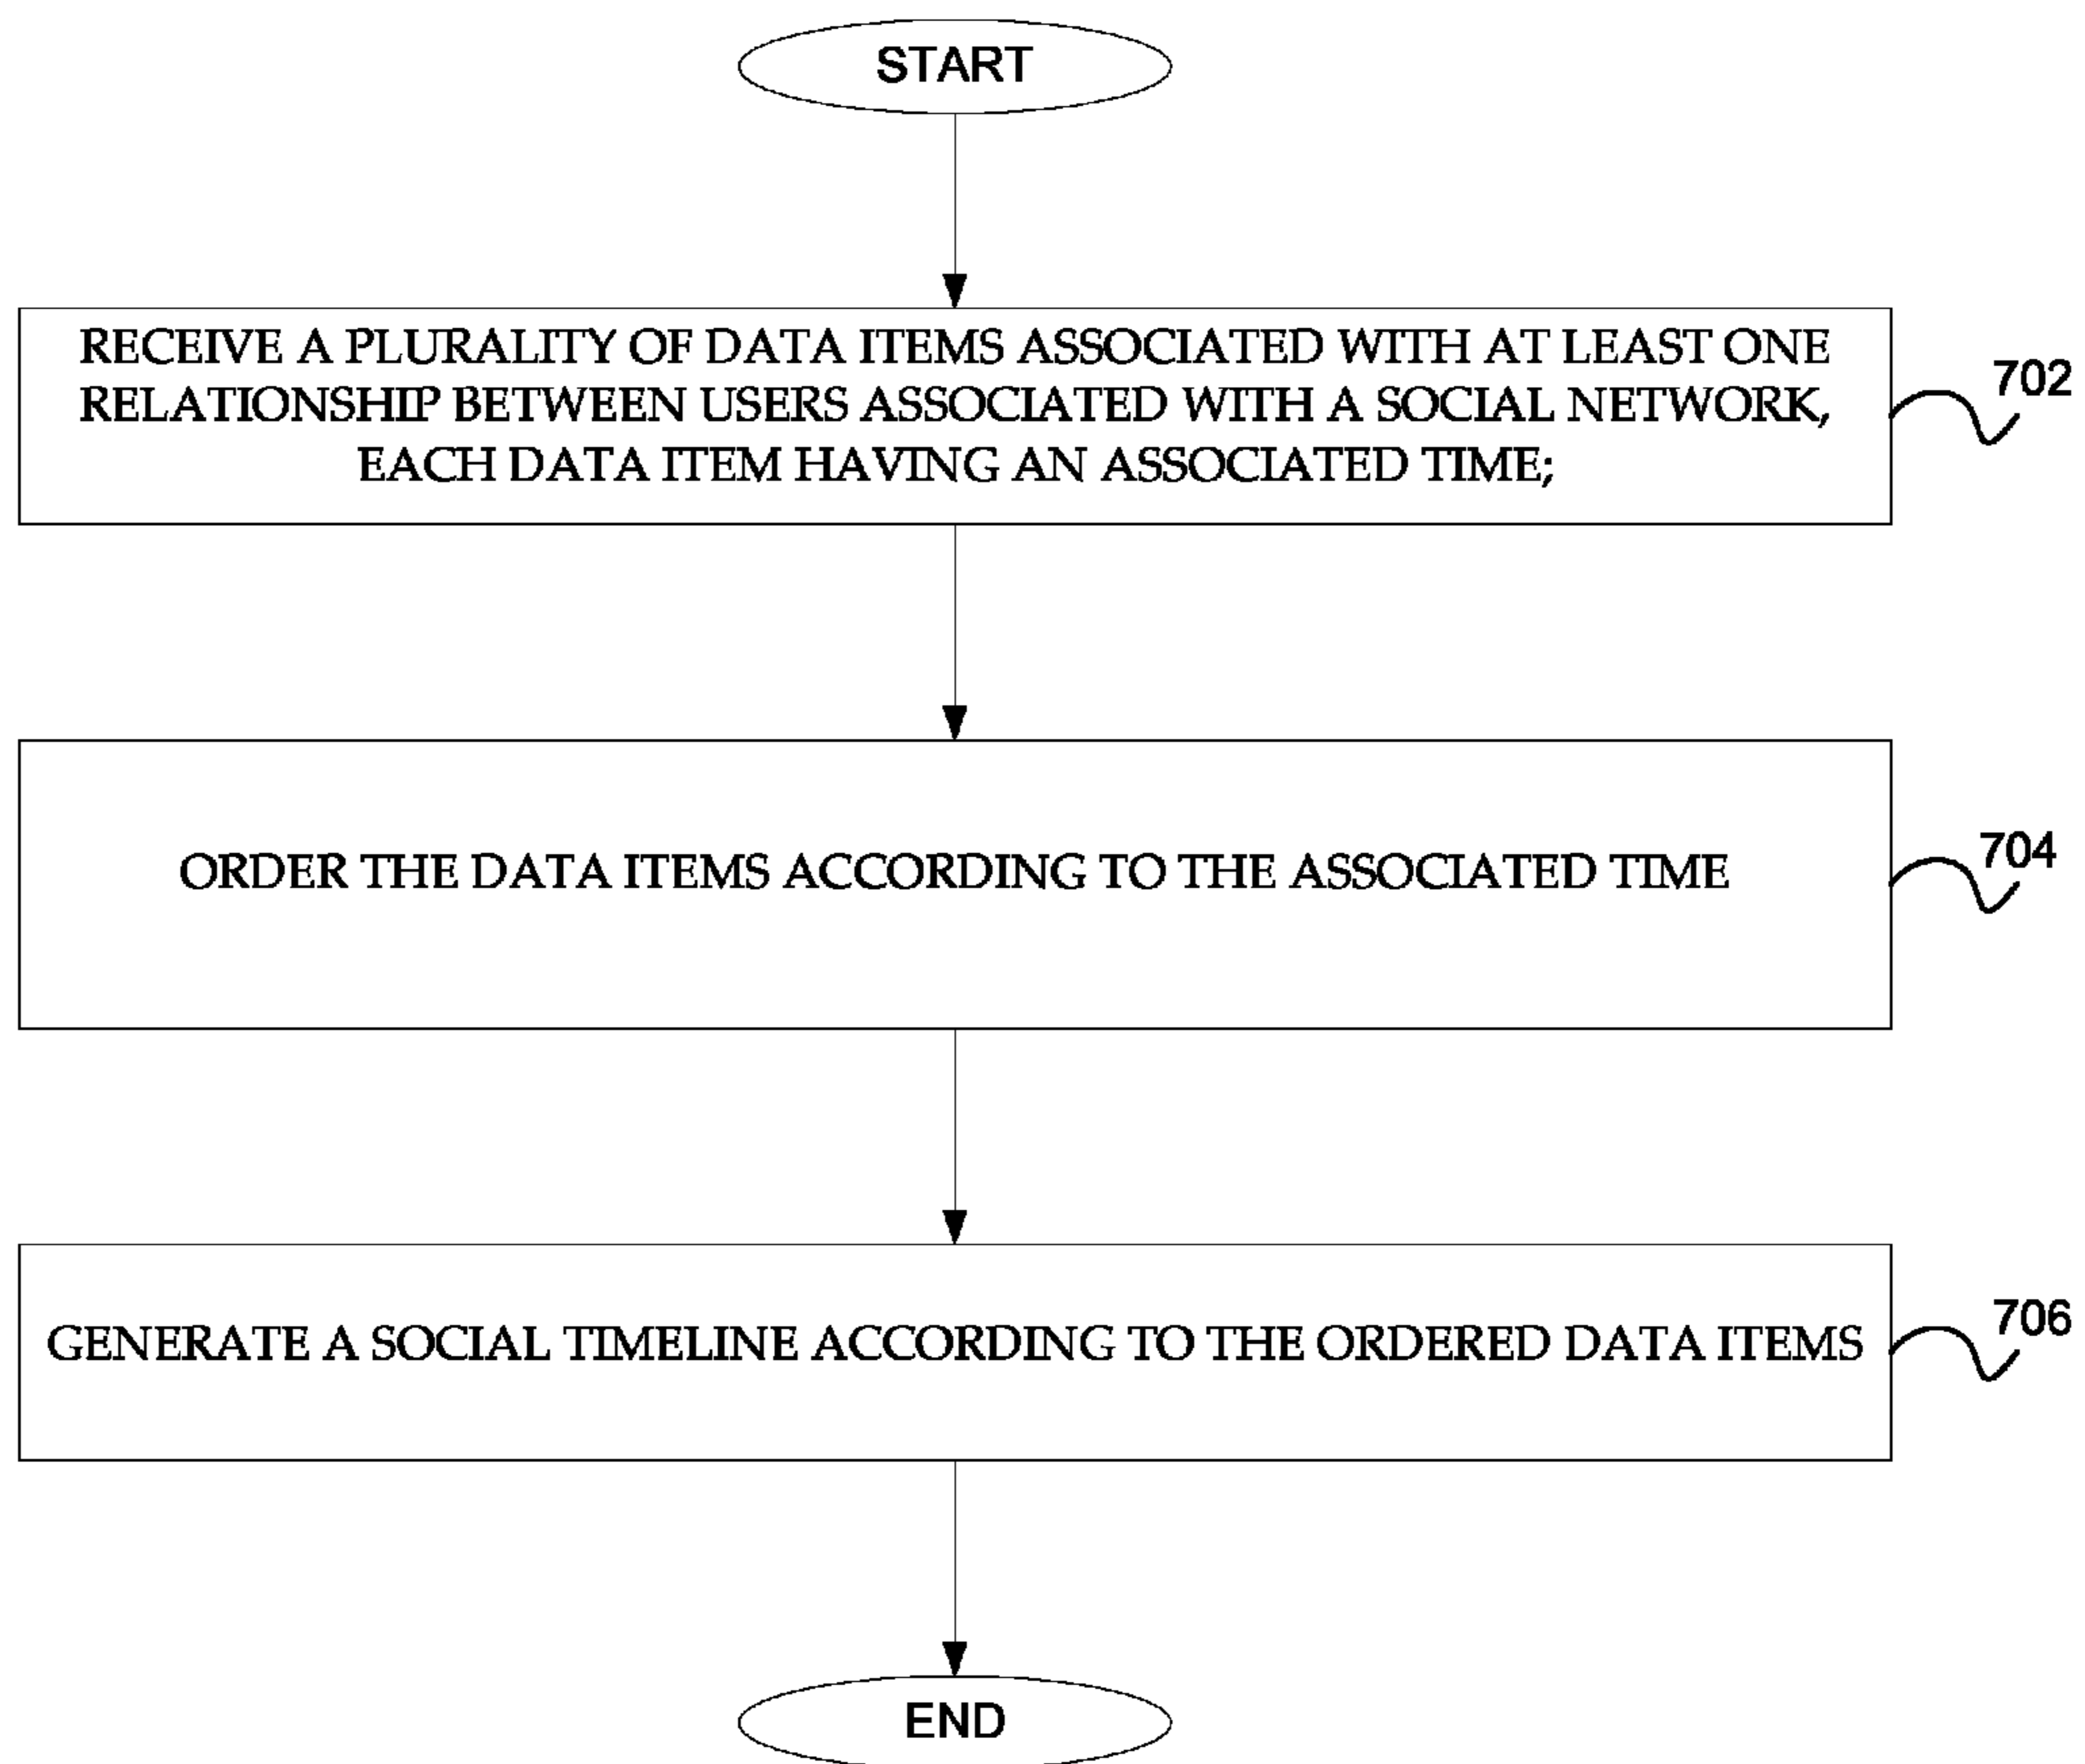 START
RECEIVE A PLURALITY OF DATA ITEMS ASSOCIATED WITH AT LEAST ONE
RELATIONSHIP BETWEEN USERS ASSOCIATED WITH A SOCIAL NETWORK,
EACH DATA ITEM HAVING AN ASSOCIATED TIME;
702
ORDER THE DATA ITEMS ACCORDING TO THE ASSOCIATED TIME
704
GENERATE A SOCIAL TIMELINE ACCORDING TO THE ORDERED DATA ITEMS
706
END